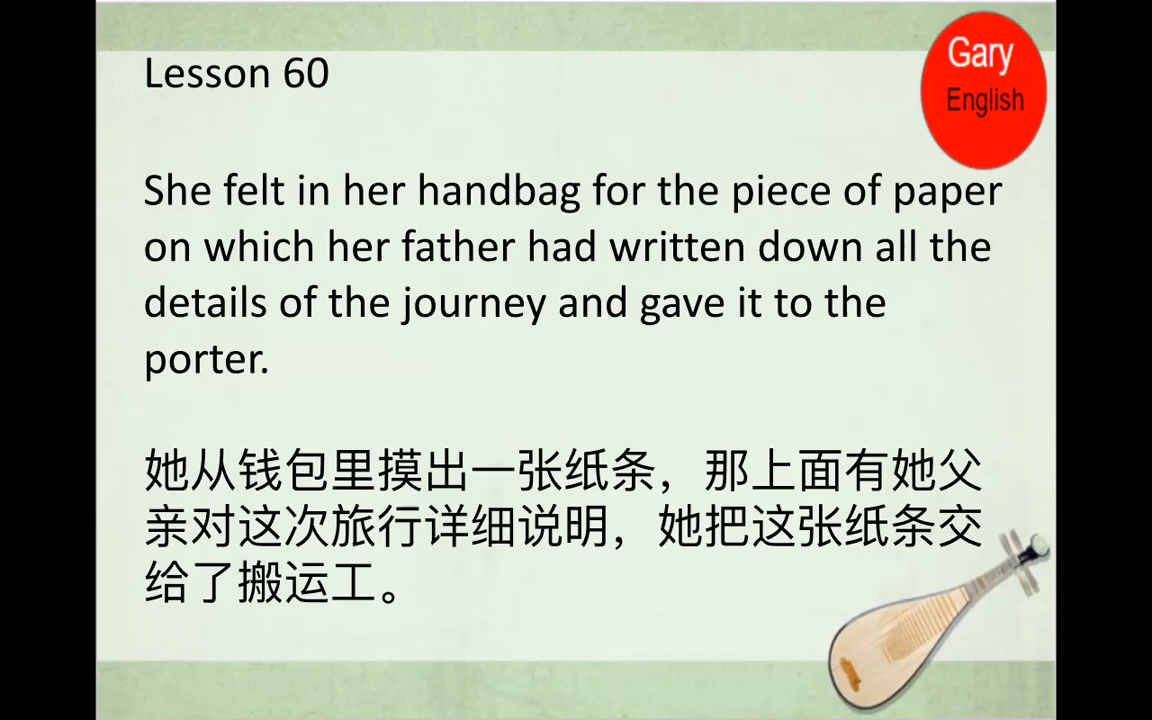 Lesson 60
Gary
English
She felt in her handbag for the piece of paper
on which her father had written down all the
details of the journey and gave it to the
porter.
她从钱包里摸出一张纸条，那上面有她父
亲对这次旅行详细说明，她把这张纸条交
给了搬运工。